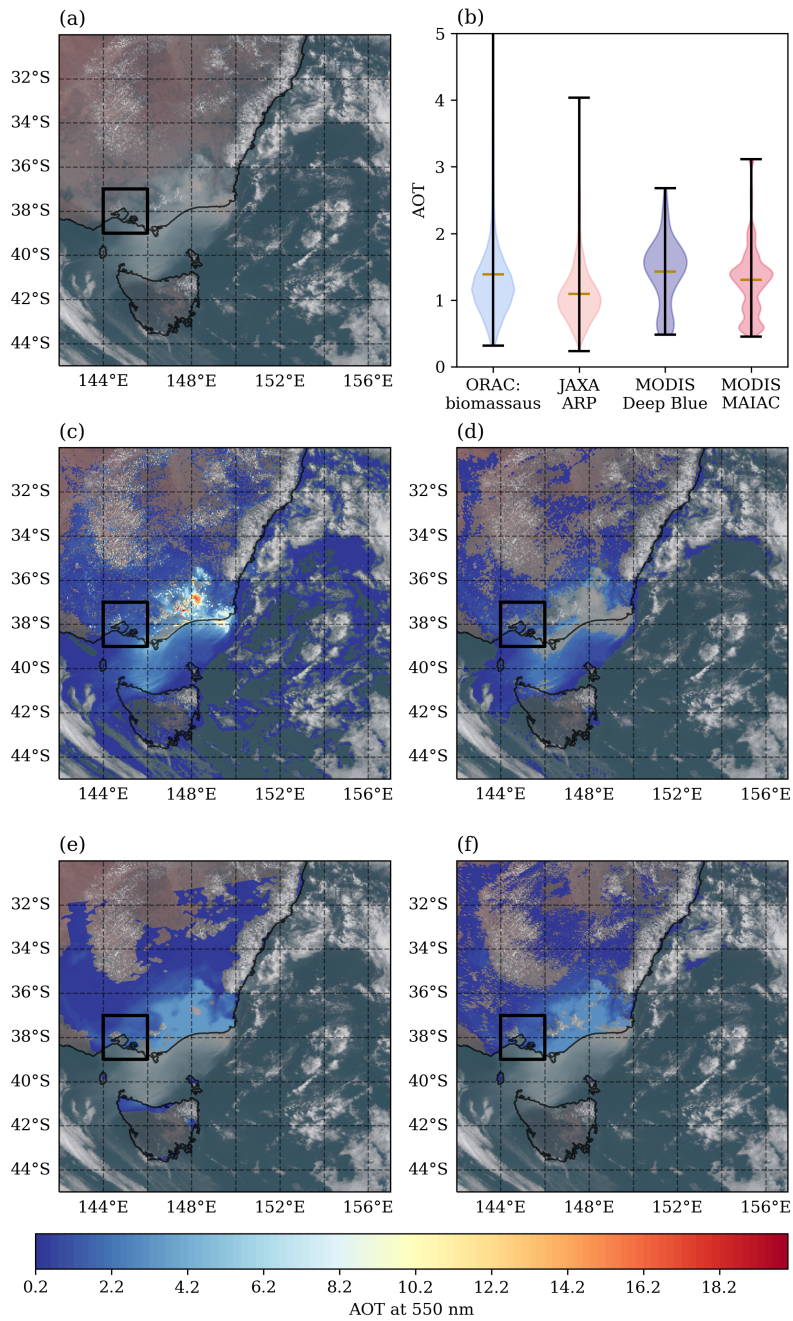 (a)
32°S
34°S
36°S
38°S
40°S
42°S
44°S
144°E 148°E 152°E 156°E
(b)
5
4
3
2
1
0
AOT
ORAC: JAXA MODIS MODIS
biomassaus ARP Deep Blue MAIAC
(c)
32°S
34°S
36°S
38°S
40°S
42°S
44°S
144°E 148°E 152°E 156°E
(d)
32°S
34°S
36°S
38°S
40°S
42°S
44°S
144°E 148°E 152°E 156°E
(e)
32°S
34°S
36°S
38°S
40°S
42°S
44°S
144°E 148°E 152°E 156°E
(f)
32°S
34°S
36°S
38°S
40°S
42°S
44°S
144°E 148°E 152°E 156°E
0.2 2.2 4.2 6.2 8.2 10.2 12.2 14.2 16.2 18.2
AOT at 550 nm